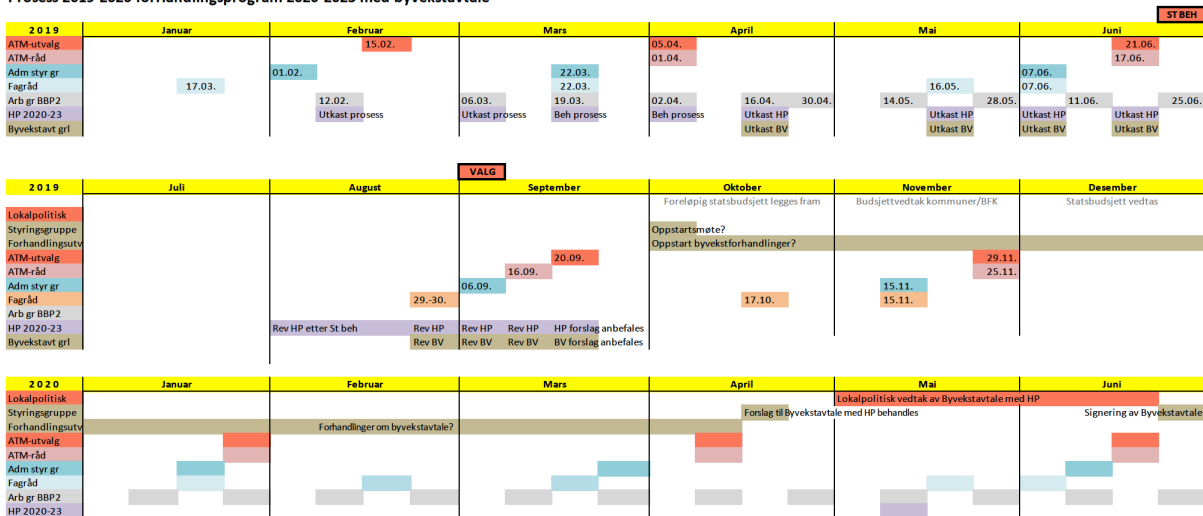 Prosess 2019-2020 forhandlingsprogram 2020-2023 med byvekstavtale
ST BEH
2019 Januar Februar Mars April Mai Juni
ATM-utvalg 15.02. 05.04. 21.06.
ATM-råd 01.04. 17.06.
Adm styr gr 01.02. 22.03. 07.06.
Fagråd 17.03. 22.03. 16.05. 07.06.
Arb gr BBP2 12.02. 06.03. 19.03. 02.04. 16.04. 30.04. 14.05. 28.05. 11.06. 25.06.
HP 2020-23 Utkast prosess Utkast prosess Beh prosess Beh prosess Utkast HP Utkast HP Utkast HP Utkast HP
Byvekstavt grl Utkast BV Utkast BV Utkast BV Utkast BV
VALG
2019 Juli August September Oktober November Desember
Foreløpig statsbudsjett legges fram Budsjettvedtak kommuner/BFK Statsbudsjett vedtas
Lokalpolitisk
Styringsgruppe Oppstartsmøte?
Forhandlingsutv Oppstart byvekstforhandlinger?
ATM-utvalg 20.09. 29.11.
ATM-råd 16.09. 25.11.
Adm styr gr 06.09. 15.11.
Fagråd 29.-30. 17.10. 15.11.
Arb gr BBP2
HP 2020-23 Rev HP etter St beh Rev HP Rev HP Rev HP HP forslag anbefales
Byvekstavt grl Rev BV Rev BV Rev BV BV forslag anbefales
2020 Januar Februar Mars April Mai Juni
Lokalpolitisk Lokalpolitisk vedtak av Byvekstavtale med HP
Styringsgruppe Forslag til Byvekstavtale med HP behandles Signering av Byvekstavtale
Forhandlingsutv Forhandlinger om byvekstavtale?
ATM-utvalg
ATM-råd
Adm styr gr
Fagråd
Arb gr BBP2
HP 2020-23